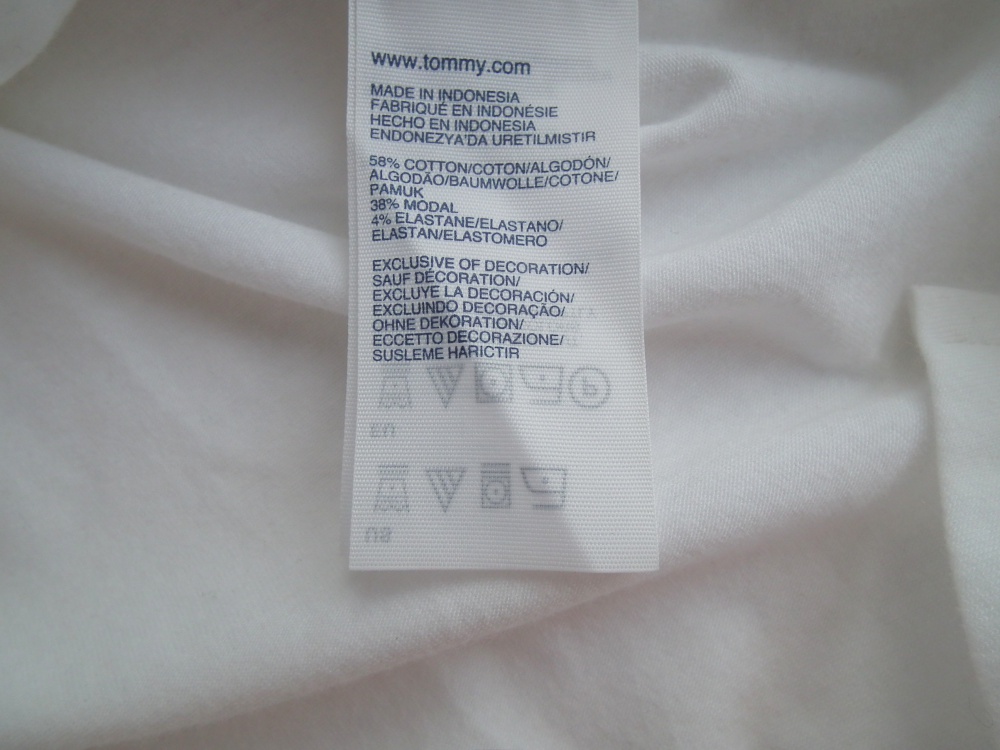 www.tommy.com
MADE IN INDONESIA
FABRIQUÉ EN INDONÉSIE
HECHO EN INDONESIA
ENDONEZYA'DA URETILMISTIR
58% COTTON/COTON/ALGODÓN/
ALGODÃO/BAUMWOLLE/COTONE/
PAMUK
38% MODAL
4% ELASTANE/ELASTANO/
ELASTAN/ELASTOMERO
EXCLUSIVE OF DECORATION/
SAUF DÉCORATION/
EXCLUYE LA DECORACIÓN/
EXCLUINDO DECORAÇÃO/
OHNE DEKORATION/
ECCETTO DECORAZIONE/
SUSLEME HARICTIR